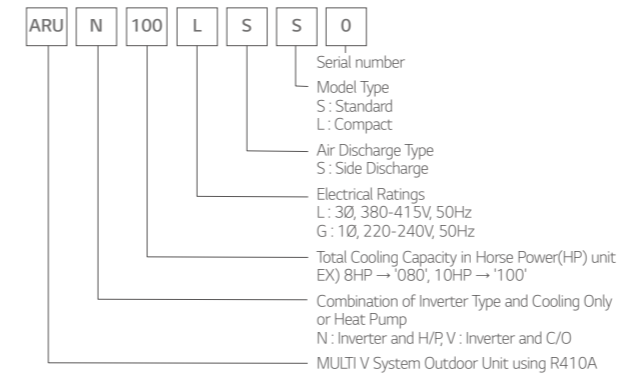 ARU N 100 L S S 0
Serial number
Model Type
S : Standard
L : Compact
Air Discharge Type
S : Side Discharge
Electrical Ratings
L : 3Ø, 380-415V, 50Hz
G : 1Ø, 220-240V, 50Hz
Total Cooling Capacity in Horse Power(HP) unit
EX) 8HP → '080', 10HP → '100'
Combination of Inverter Type and Cooling Only
or Heat Pump
N : Inverter and H/P, V : Inverter and C/O
MULTI V System Outdoor Unit using R410A